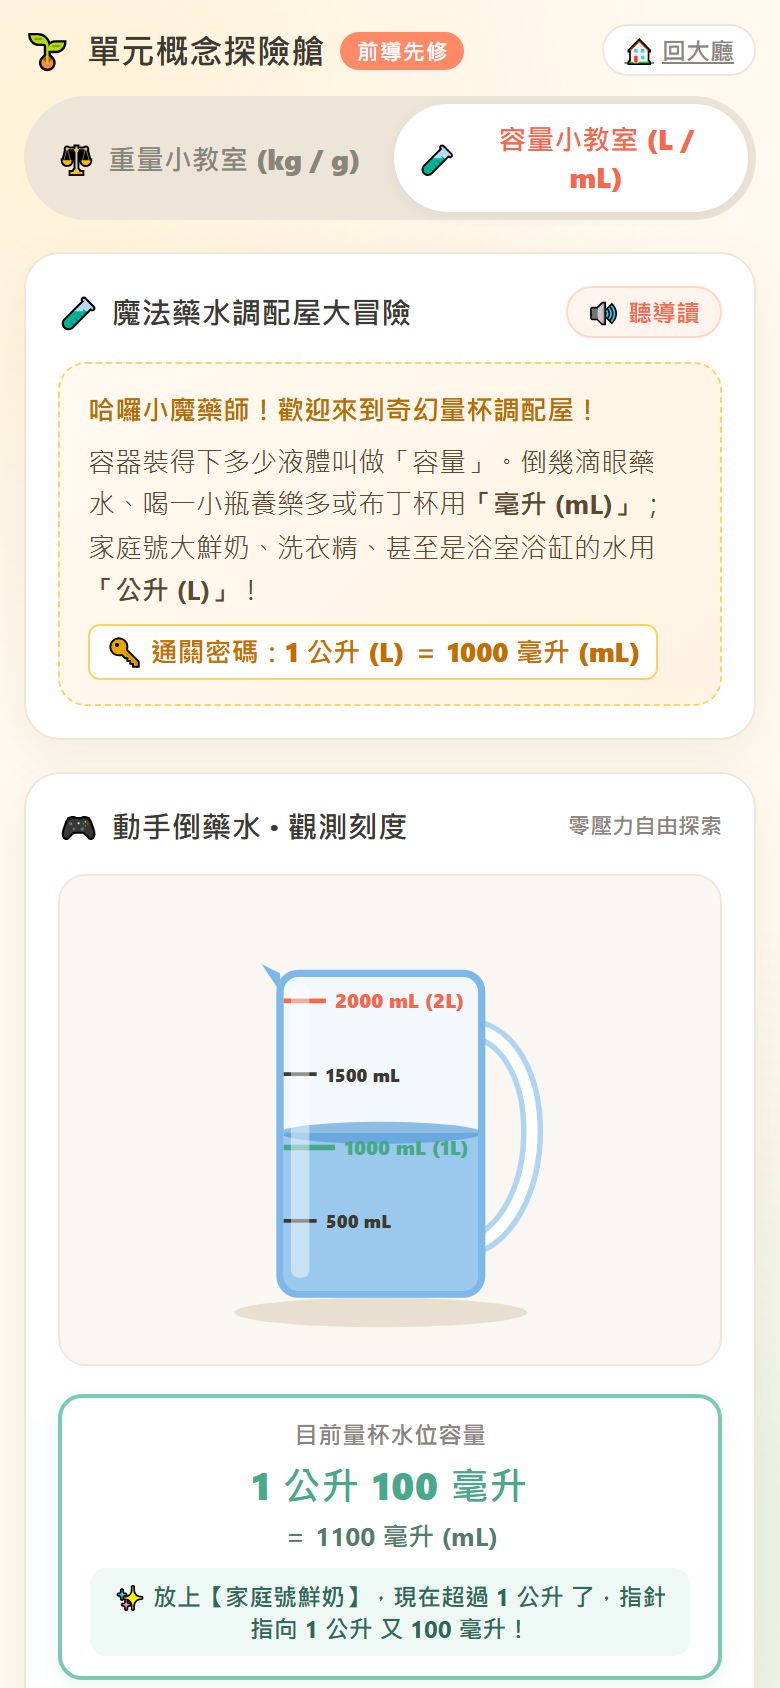 單元概念探險艙
前導先修
回大廳
重量小教室 (kg / g)
容量小教室 (L /
mL)
魔法藥水調配屋大冒險
聽導讀
哈囉小魔藥師！歡迎來到奇幻量杯調配屋！
容器裝得下多少液體叫做「容量」。倒幾滴眼藥
水、喝一小瓶養樂多或布丁杯用「毫升 (mL)」；
家庭號大鮮奶、洗衣精、甚至是浴室浴缸的水用
「公升 (L)」！
通關密碼：1 公升 (L) = 1000 毫升 (mL)
動手倒藥水 • 觀測刻度
零壓力自由探索
2000 mL (2L)
1500 mL
1000 mL (1L)
500 mL
目前量杯水位容量
1 公升 100 毫升
= 1100 毫升 (mL)
放上【家庭號鮮奶】，現在超過 1 公升 了，指針
指向 1 公升 又 100 毫升！